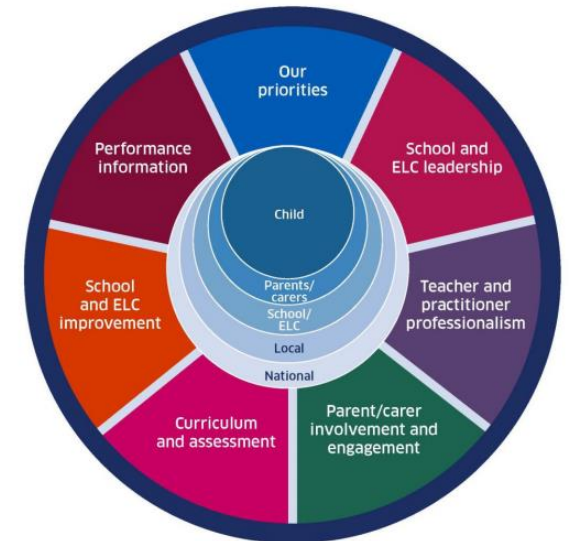 Our
priorities
School and
ELC leadership
Teacher and
practitioner
professionalism
Parent/carer
involvement and
engagement
Curriculum
and assessment
School
and ELC
improvement
Performance
information
Child
Parents/
carers
School/
ELC
Local
National